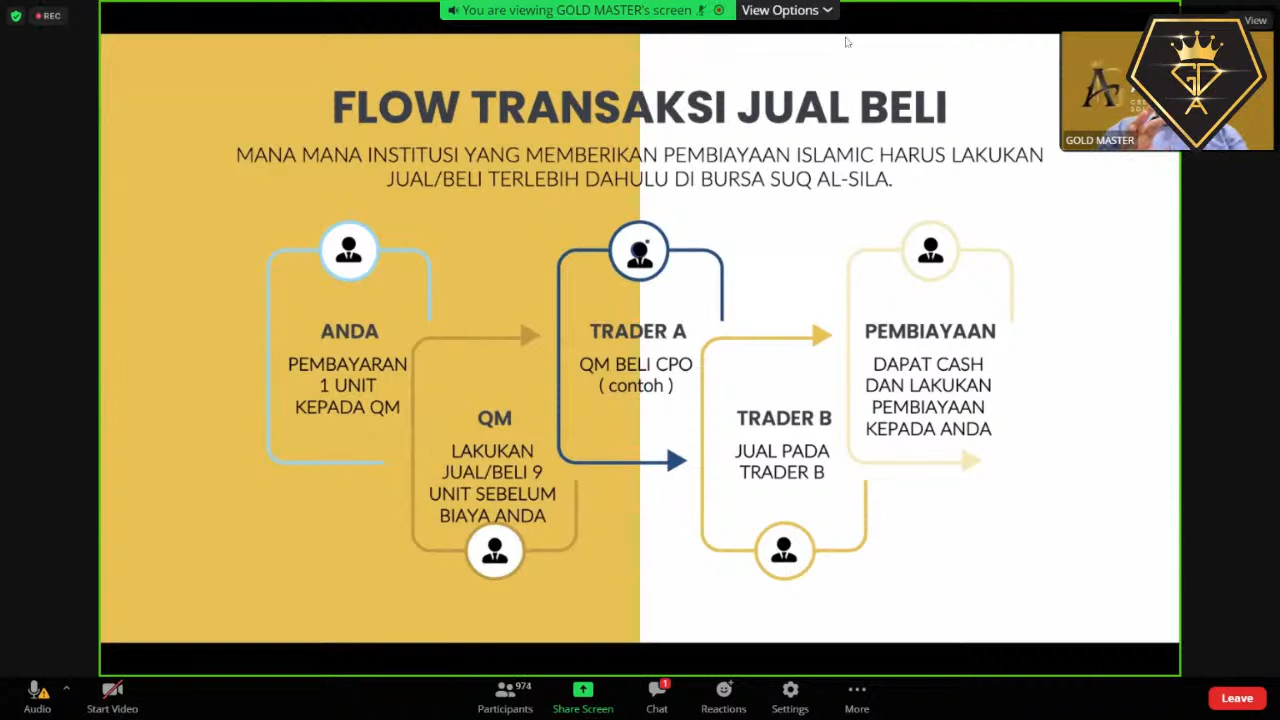 REC
You are viewing GOLD MASTER's screen
View Options
View
GOLD MASTER
FLOW TRANSAKSI JUAL BELI
MANA MANA INSTITUSI YANG MEMBERIKAN PEMBIAYAAN ISLAMIC HARUS LAKUKAN
JUAL/BELI TERLEBIH DAHULU DI BURSA SUQ AL-SILA.
ANDA
PEMBAYARAN
1 UNIT
KEPADA QM
QM
LAKUKAN
JUAL/BELI 9
UNIT SEBELUM
BIAYA ANDA
TRADER A
QM BELI CPO
( contoh )
TRADER B
JUAL PADA
TRADER B
PEMBIAYAAN
DAPAT CASH
DAN LAKUKAN
PEMBIAYAAN
KEPADA ANDA
Audio
Start Video
974
Participants
Share Screen
1
Chat
Reactions
Settings
More
Leave